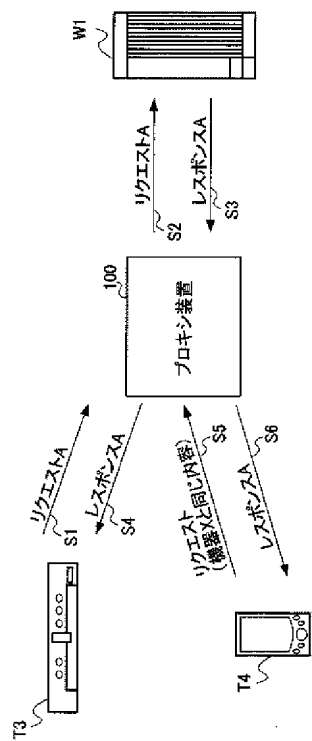 T3
リクエストA
S1
レスポンスA
S4
100
プロキシ装置
リクエストA
S2
レスポンスA
S3
W1
リクエスト
(機器Xと同じ内容)
S5
レスポンスA
S6
T4